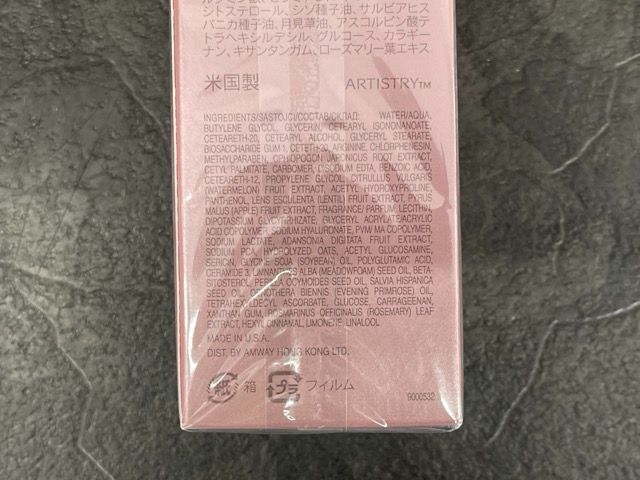 シトステロール、シソ種子油、サルビアヒス
パニカ種子油、月見草油、アスコルビン酸テ
トラヘキシルデシル、グルコース、カラギー
ナン、キサンタンガム、ローズマリー葉エキス
米国製 ARTISTRY™
INGREDIENTS/SASTOJCI/СОСТАВ/СКЛАД: WATER/AQUA,
BUTYLENE GLYCOL, GLYCERIN, CETEARYL ISONONANOATE,
CETEARETH-20, CETEARYL ALCOHOL, GLYCERYL STEARATE,
BIOSACCHARIDE GUM-1, CETETH-20, ARGININE, CHLORPHENESIN,
METHYLPARABEN, OPHIOPOGON JAPONICUS ROOT EXTRACT,
CETYL PALMITATE, CARBOMER, DISODIUM EDTA, BENZOIC ACID,
CETEARETH-12, PROPYLENE GLYCOL, CITRULLUS VULGARIS
(WATERMELON) FRUIT EXTRACT, ACETYL HYDROXYPROLINE,
PANTHENOL, LENS ESCULENTA (LENTIL) FRUIT EXTRACT, PYRUS
MALUS (APPLE) FRUIT EXTRACT, FRAGRANCE/ PARFUM, LECITHIN,
DIPOTASSIUM GLYCYRRHIZATE, GLYCERYL ACRYLATE/ACRYLIC
ACID COPOLYMER, SODIUM HYALURONATE, PVM/ MA COPOLYMER,
SODIUM LACTATE, ADANSONIA DIGITATA FRUIT EXTRACT,
SODIUM PCA, HYDROLYZED OATS, ACETYL GLUCOSAMINE,
SERICIN, GLYCINE SOJA (SOYBEAN) OIL, POLYGLUTAMIC ACID,
CERAMIDE 3, LIMNANTHES ALBA (MEADOWFOAM) SEED OIL, BETA-
SITOSTEROL, PERILLA OCYMOIDES SEED OIL, SALVIA HISPANICA
SEED OIL, OENOTHERA BIENNIS (EVENING PRIMROSE) OIL,
TETRAHEXYLDECYL ASCORBATE, GLUCOSE, CARRAGEENAN,
XANTHAN GUM, ROSMARINUS OFFICINALIS (ROSEMARY) LEAF
EXTRACT, HEXYL CINNAMAL, LIMONENE, LINALOOL
MADE IN U.S.A.
DIST. BY AMWAY HONG KONG LTD.
紙 箱 プラ フィルム 9000532